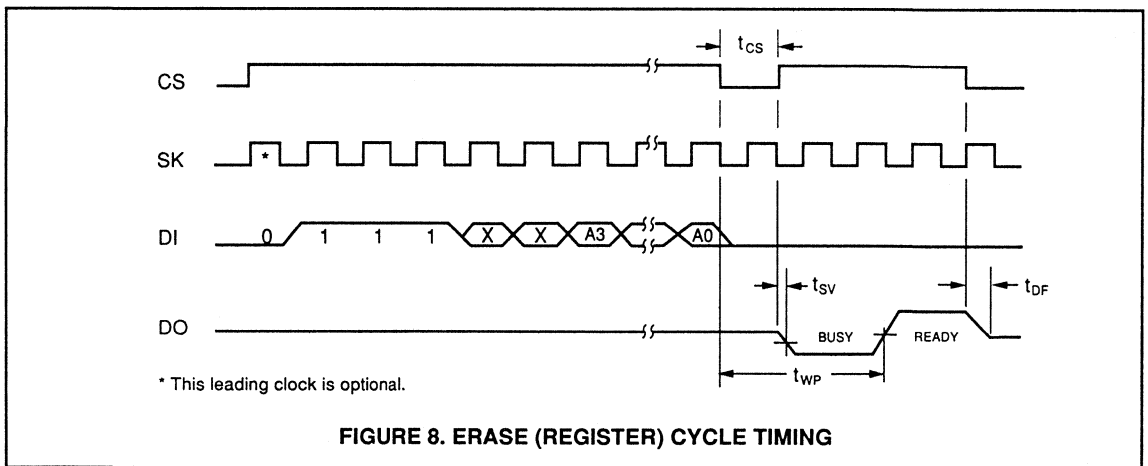 tCS
CS
SK *
DI 0 1 1 1 X X A3 A0
tSV tDF
DO BUSY READY
tWP
* This leading clock is optional.
FIGURE 8. ERASE (REGISTER) CYCLE TIMING